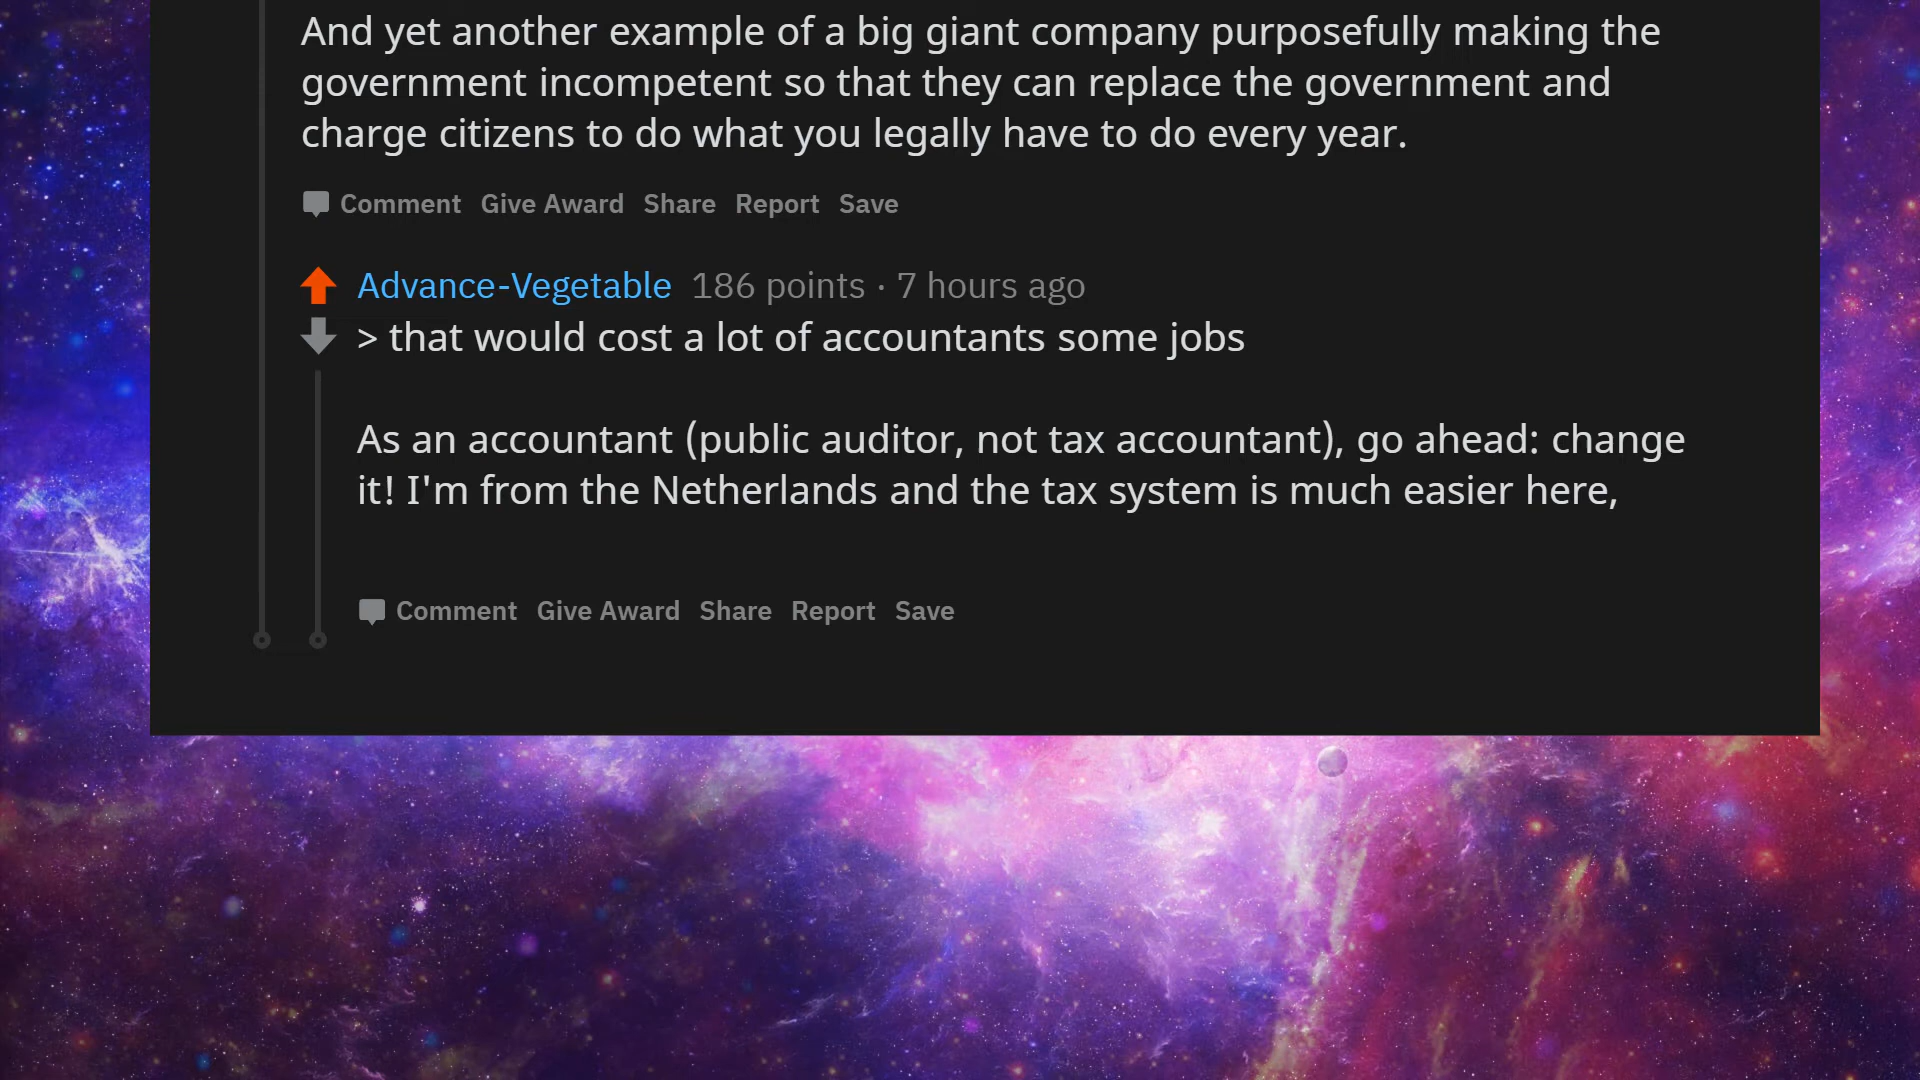 And yet another example of a big giant company purposefully making the
government incompetent so that they can replace the government and
charge citizens to do what you legally have to do every year.
Comment Give Award Share Report Save
Advance-Vegetable 186 points · 7 hours ago
> that would cost a lot of accountants some jobs
As an accountant (public auditor, not tax accountant), go ahead: change
it! I'm from the Netherlands and the tax system is much easier here,
Comment Give Award Share Report Save